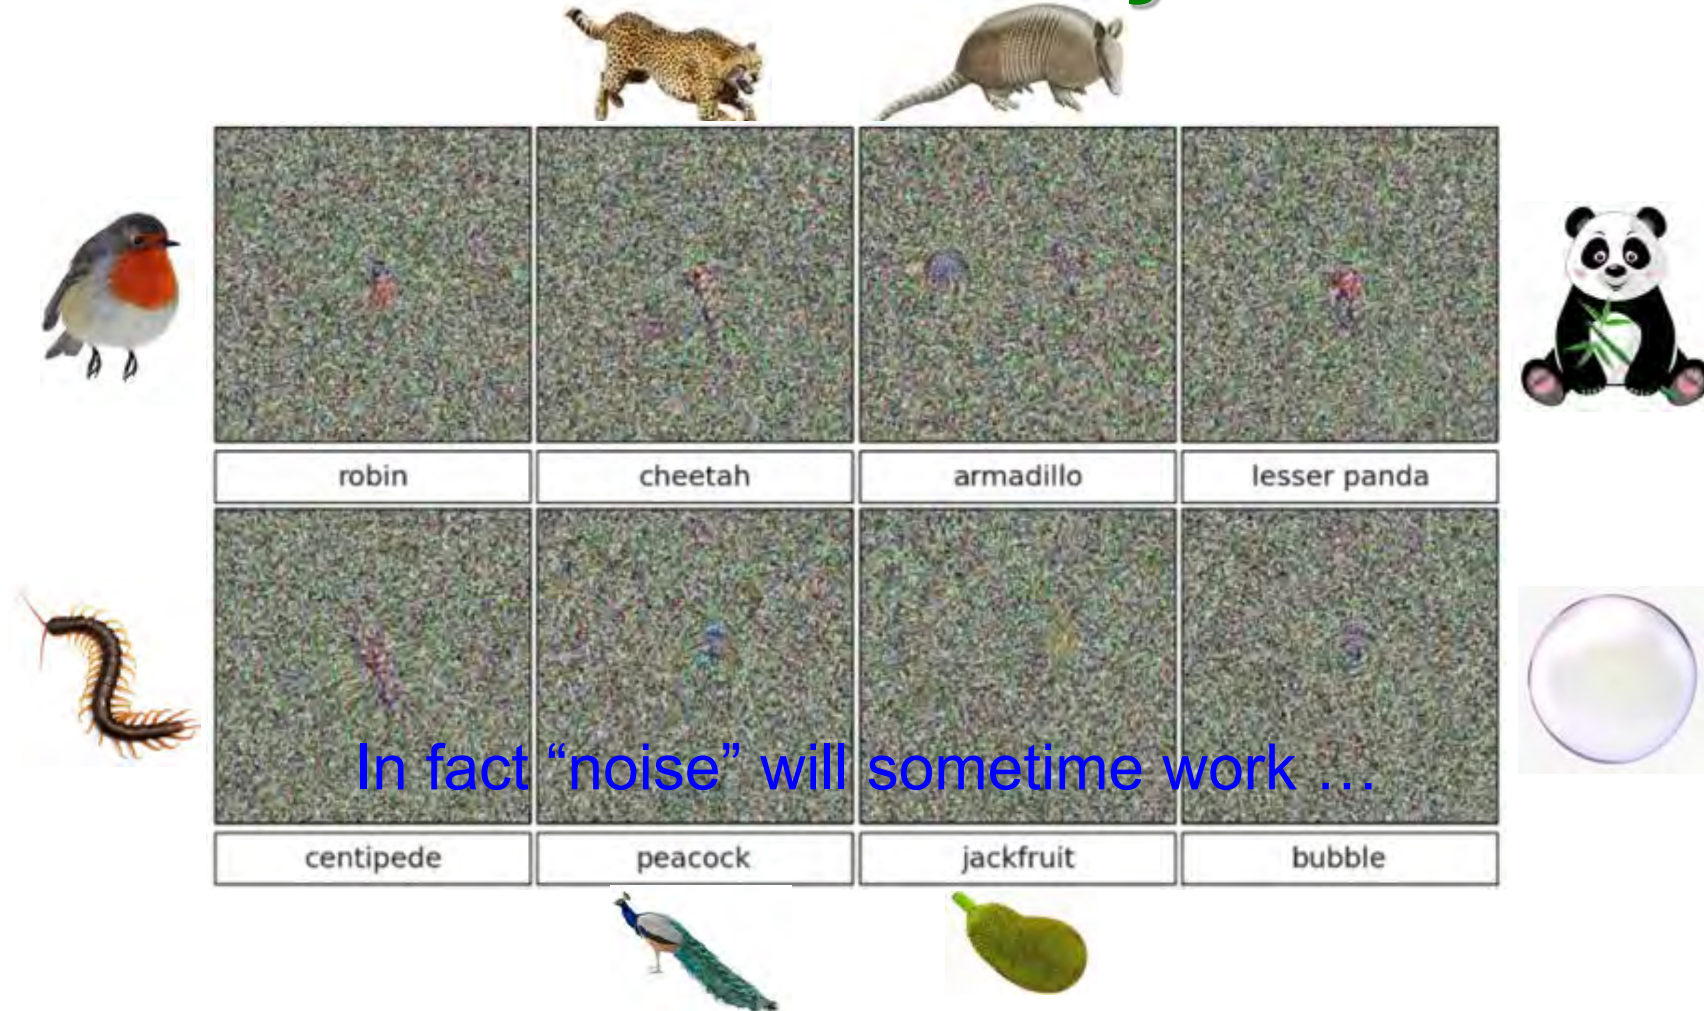 robin
cheetah
armadillo
lesser panda
In fact “noise” will sometime work …
centipede
peacock
jackfruit
bubble